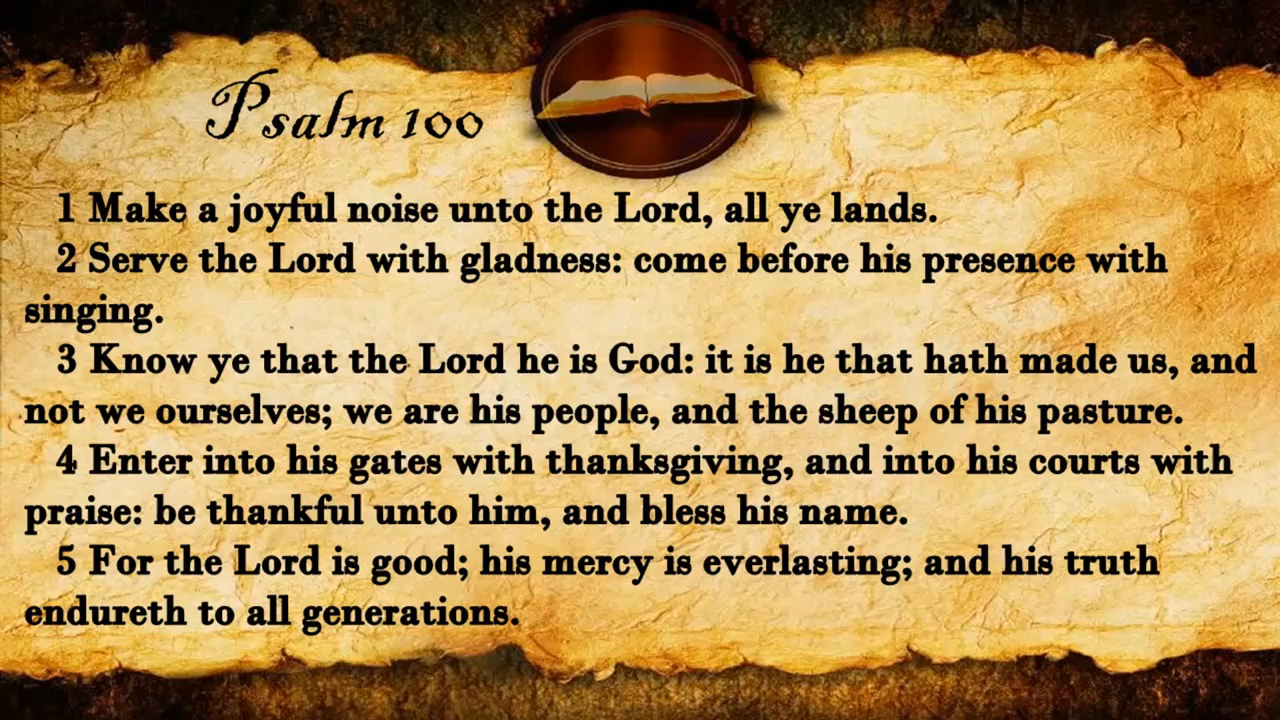 Psalm 100
1 Make a joyful noise unto the Lord, all ye lands.
2 Serve the Lord with gladness: come before his presence with
singing.
3 Know ye that the Lord he is God: it is he that hath made us, and
not we ourselves; we are his people, and the sheep of his pasture.
4 Enter into his gates with thanksgiving, and into his courts with
praise: be thankful unto him, and bless his name.
5 For the Lord is good; his mercy is everlasting; and his truth
endureth to all generations.